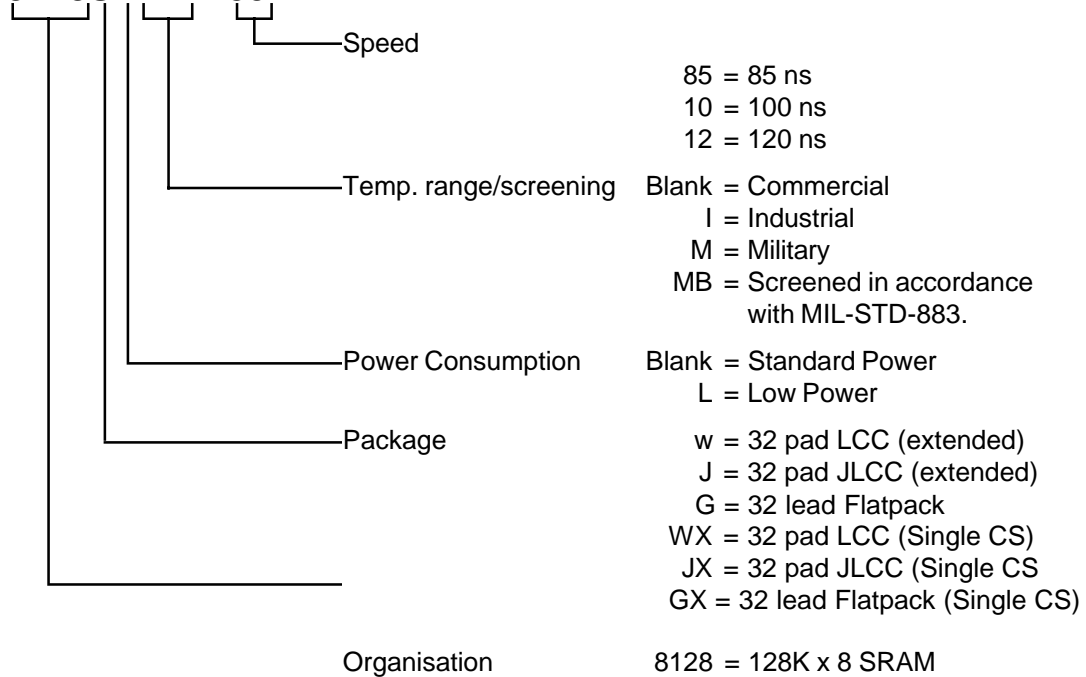 Speed
85 = 85 ns
10 = 100 ns
12 = 120 ns
Temp. range/screening Blank = Commercial
I = Industrial
M = Military
MB = Screened in accordance
with MIL-STD-883.
Power Consumption Blank = Standard Power
L = Low Power
Package w = 32 pad LCC (extended)
J = 32 pad JLCC (extended)
G = 32 lead Flatpack
WX = 32 pad LCC (Single CS)
JX = 32 pad JLCC (Single CS
GX = 32 lead Flatpack (Single CS)
Organisation 8128 = 128K x 8 SRAM